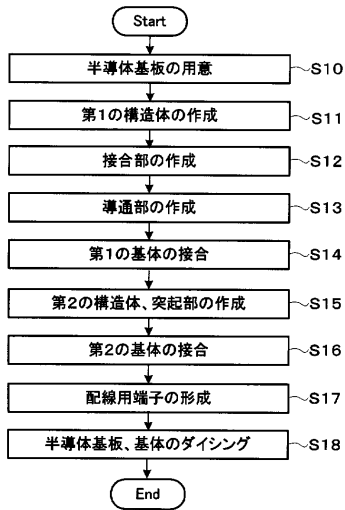 Start
半導体基板の用意 S10
第1の構造体の作成 S11
接合部の作成 S12
導通部の作成 S13
第1の基体の接合 S14
第2の構造体、突起部の作成 S15
第2の基体の接合 S16
配線用端子の形成 S17
半導体基板、基体のダイシング S18
End